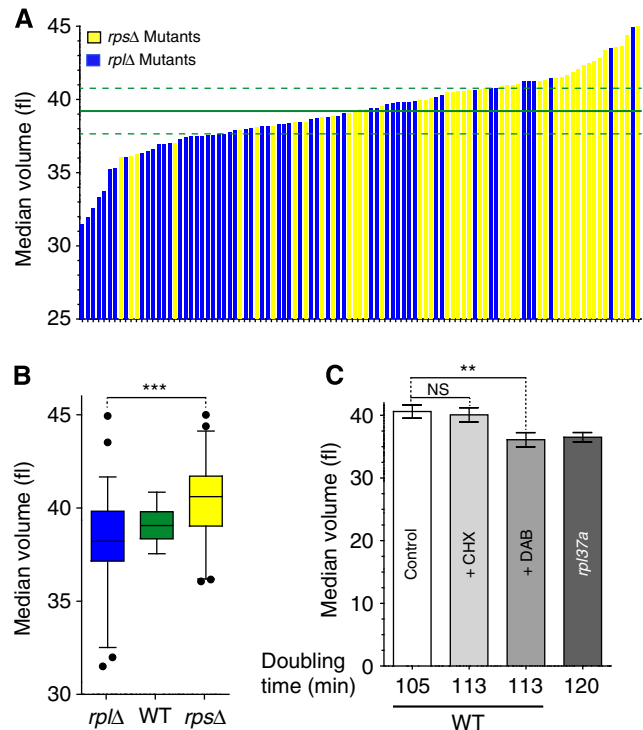 A
Median volume (fl)
45
40
35
30
25
rpsΔ Mutants
rplΔ Mutants
B
Median volume (fl)
45
40
35
30
***
rplΔ WT rpsΔ
C
Median volume (fl)
40
30
20
10
0
**
NS
Control
+ CHX
+ DAB
rpl37a
Doubling
time (min)
105 113 113 120
WT